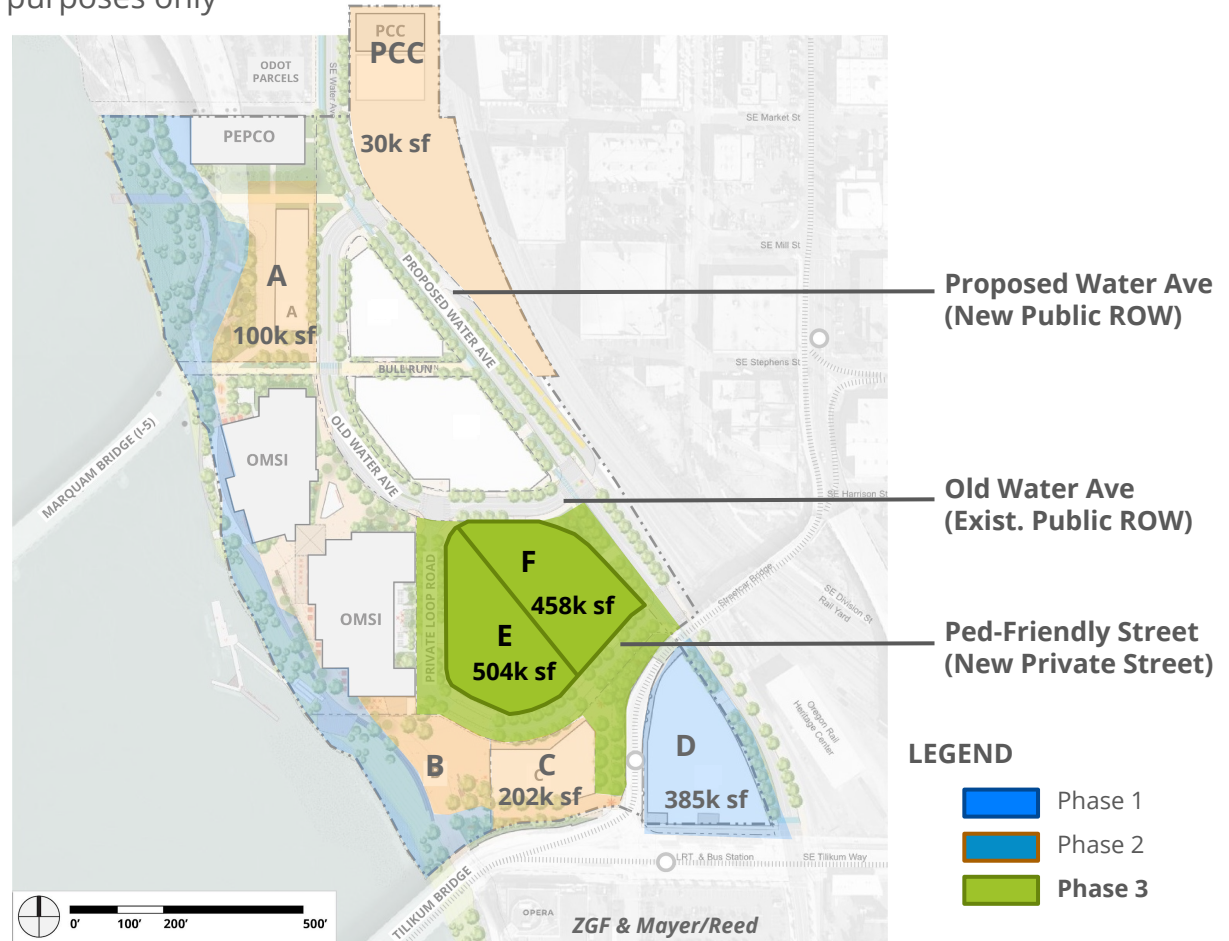 purposes only
PCC
PCC
ODOT
PARCELS
SE Water Ave
SE Market St
PEPCO
30k sf
SE Mill St
A
A
100k sf
PROPOSED WATER AVE
Proposed Water Ave
(New Public ROW)
SE Stephens St
BULL RUN
MARQUAM BRIDGE (I-5)
OLD WATER AVE
OMSI
SE Harrison St
Old Water Ave
(Exist. Public ROW)
PRIVATE LOOP ROAD
F
458k sf
Streetcar Bridge
SE Division St
Rail Yard
OMSI
E
504k sf
Ped-Friendly Street
(New Private Street)
Oregon Rail
Heritage Center
B
C
C
202k sf
D
385k sf
LEGEND
Phase 1
Phase 2
Phase 3
LRT & Bus Station
SE Tilikum Way
TILIKUM BRIDGE
OPERA
0' 100' 200' 500'
ZGF & Mayer/Reed